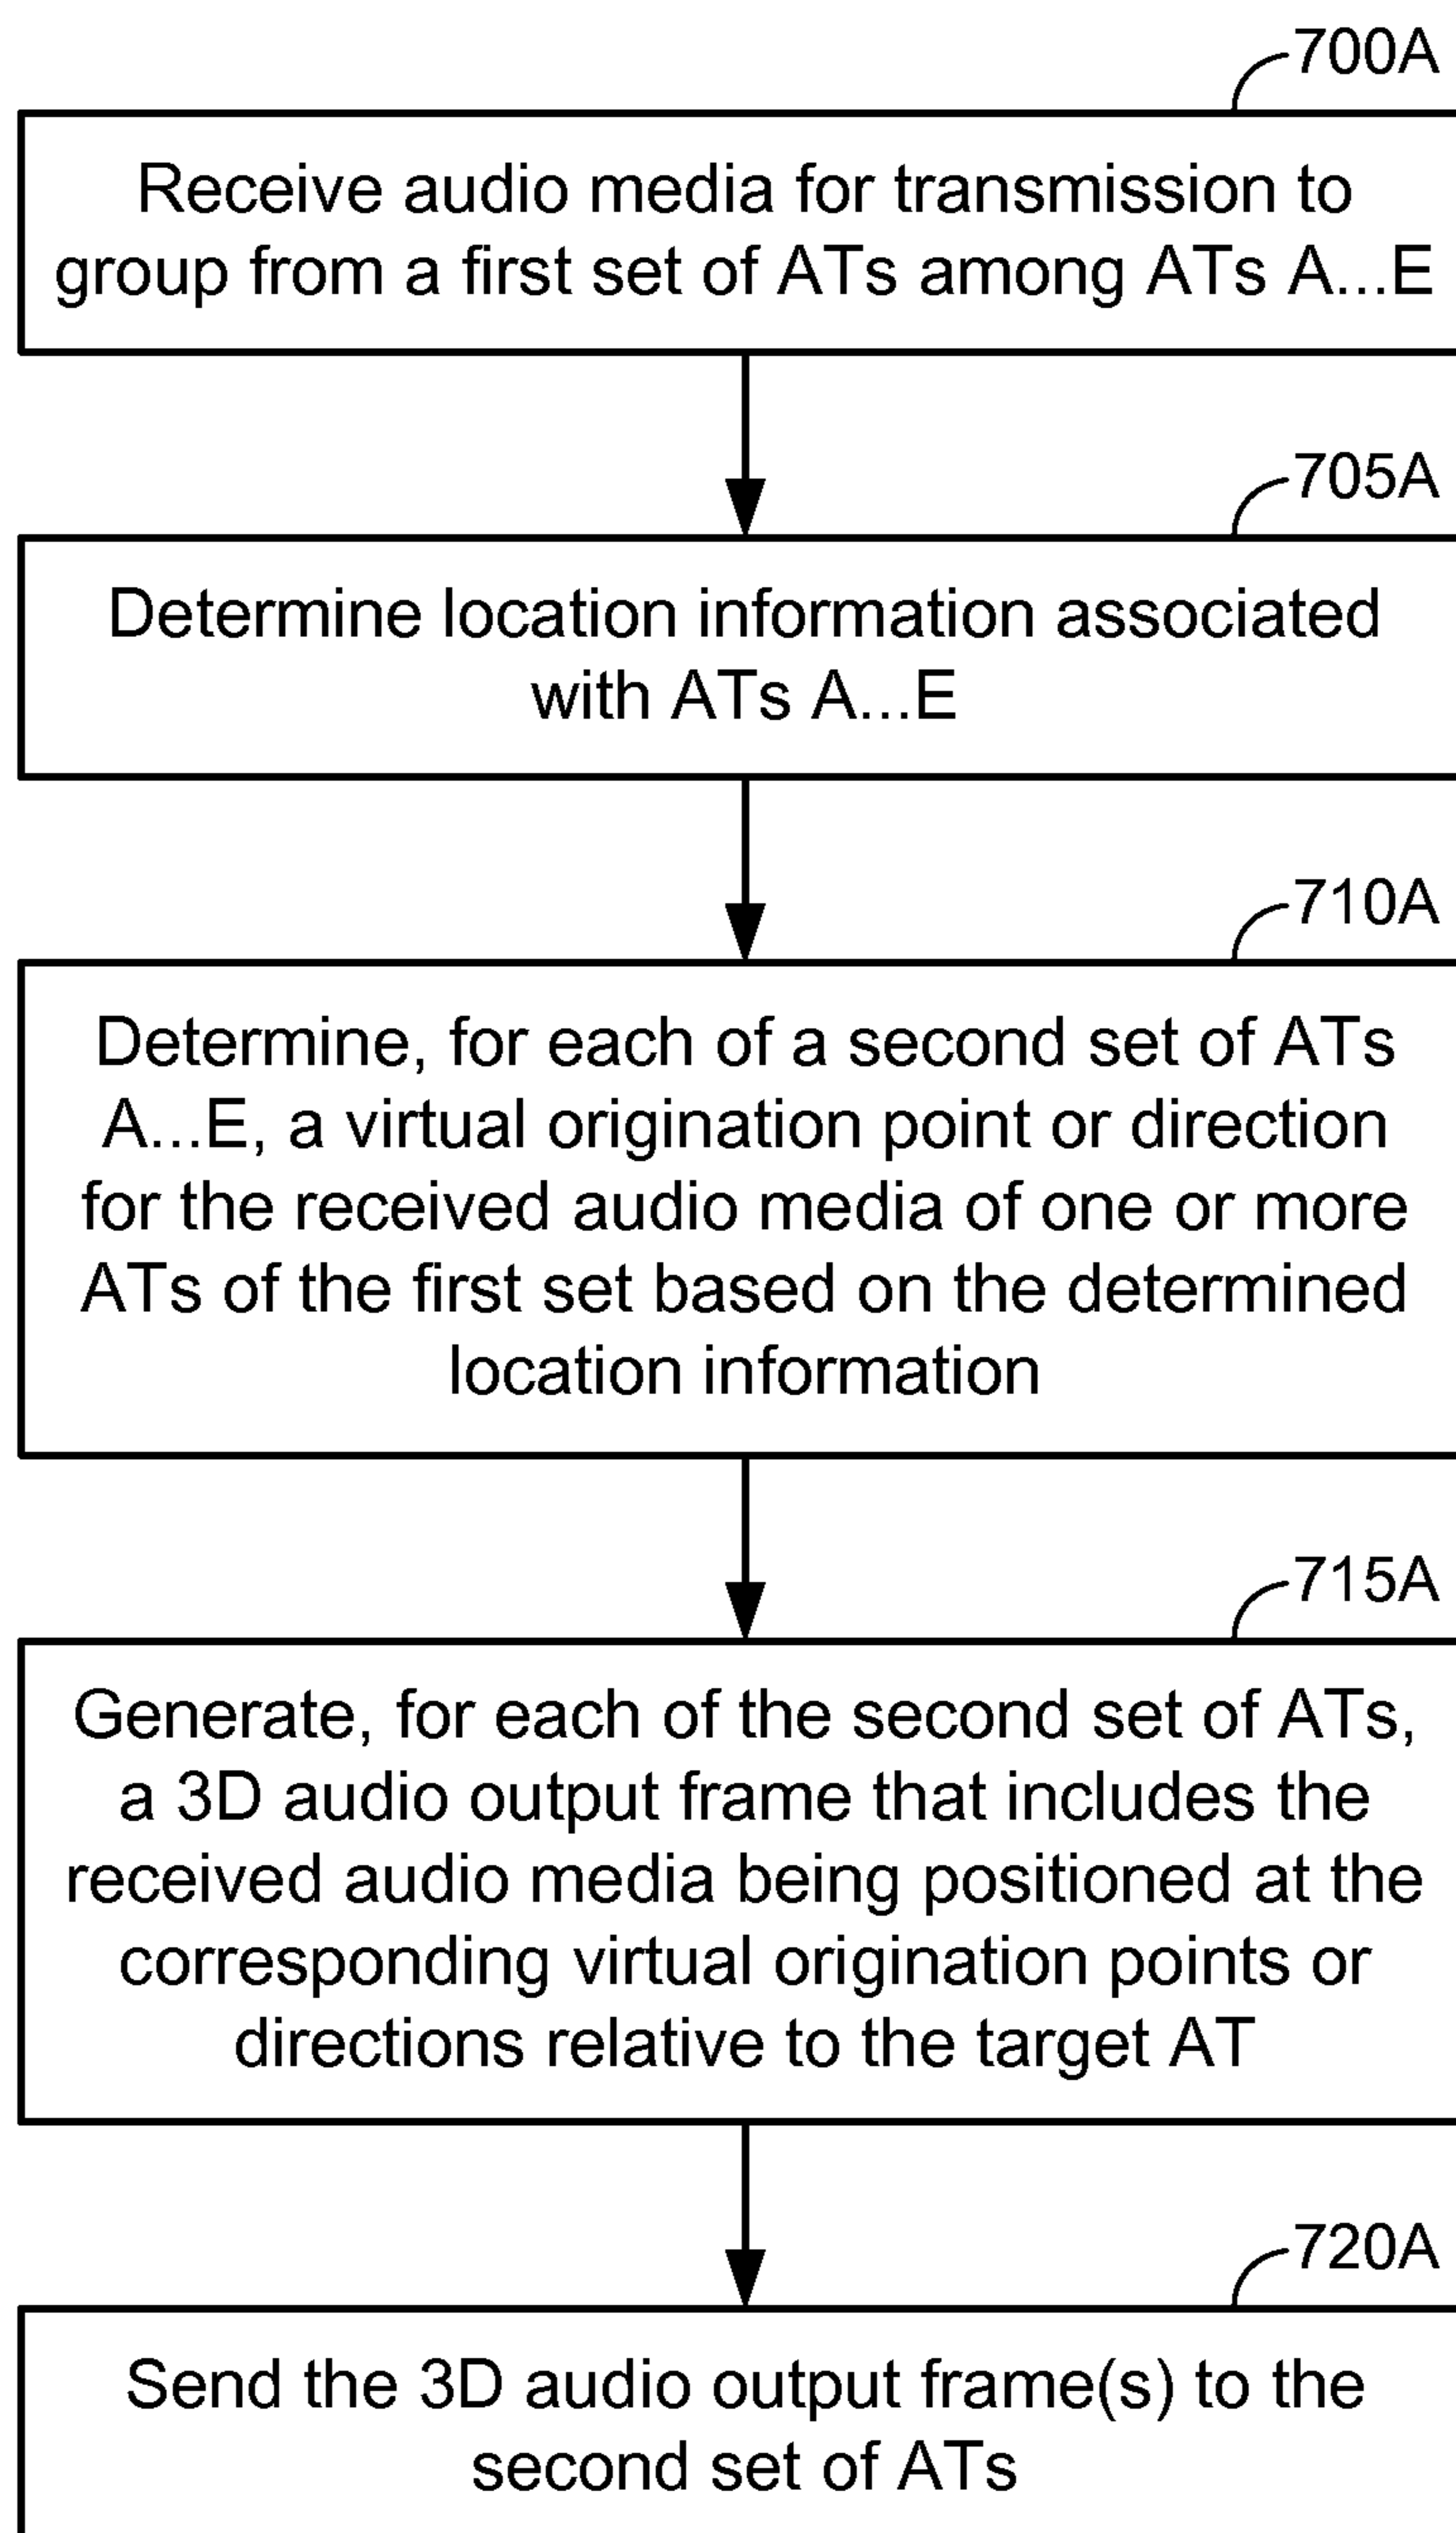 700A
Receive audio media for transmission to
group from a first set of ATs among ATs A...E
705A
Determine location information associated
with ATs A...E
710A
Determine, for each of a second set of ATs
A...E, a virtual origination point or direction
for the received audio media of one or more
ATs of the first set based on the determined
location information
715A
Generate, for each of the second set of ATs,
a 3D audio output frame that includes the
received audio media being positioned at the
corresponding virtual origination points or
directions relative to the target AT
720A
Send the 3D audio output frame(s) to the
second set of ATs